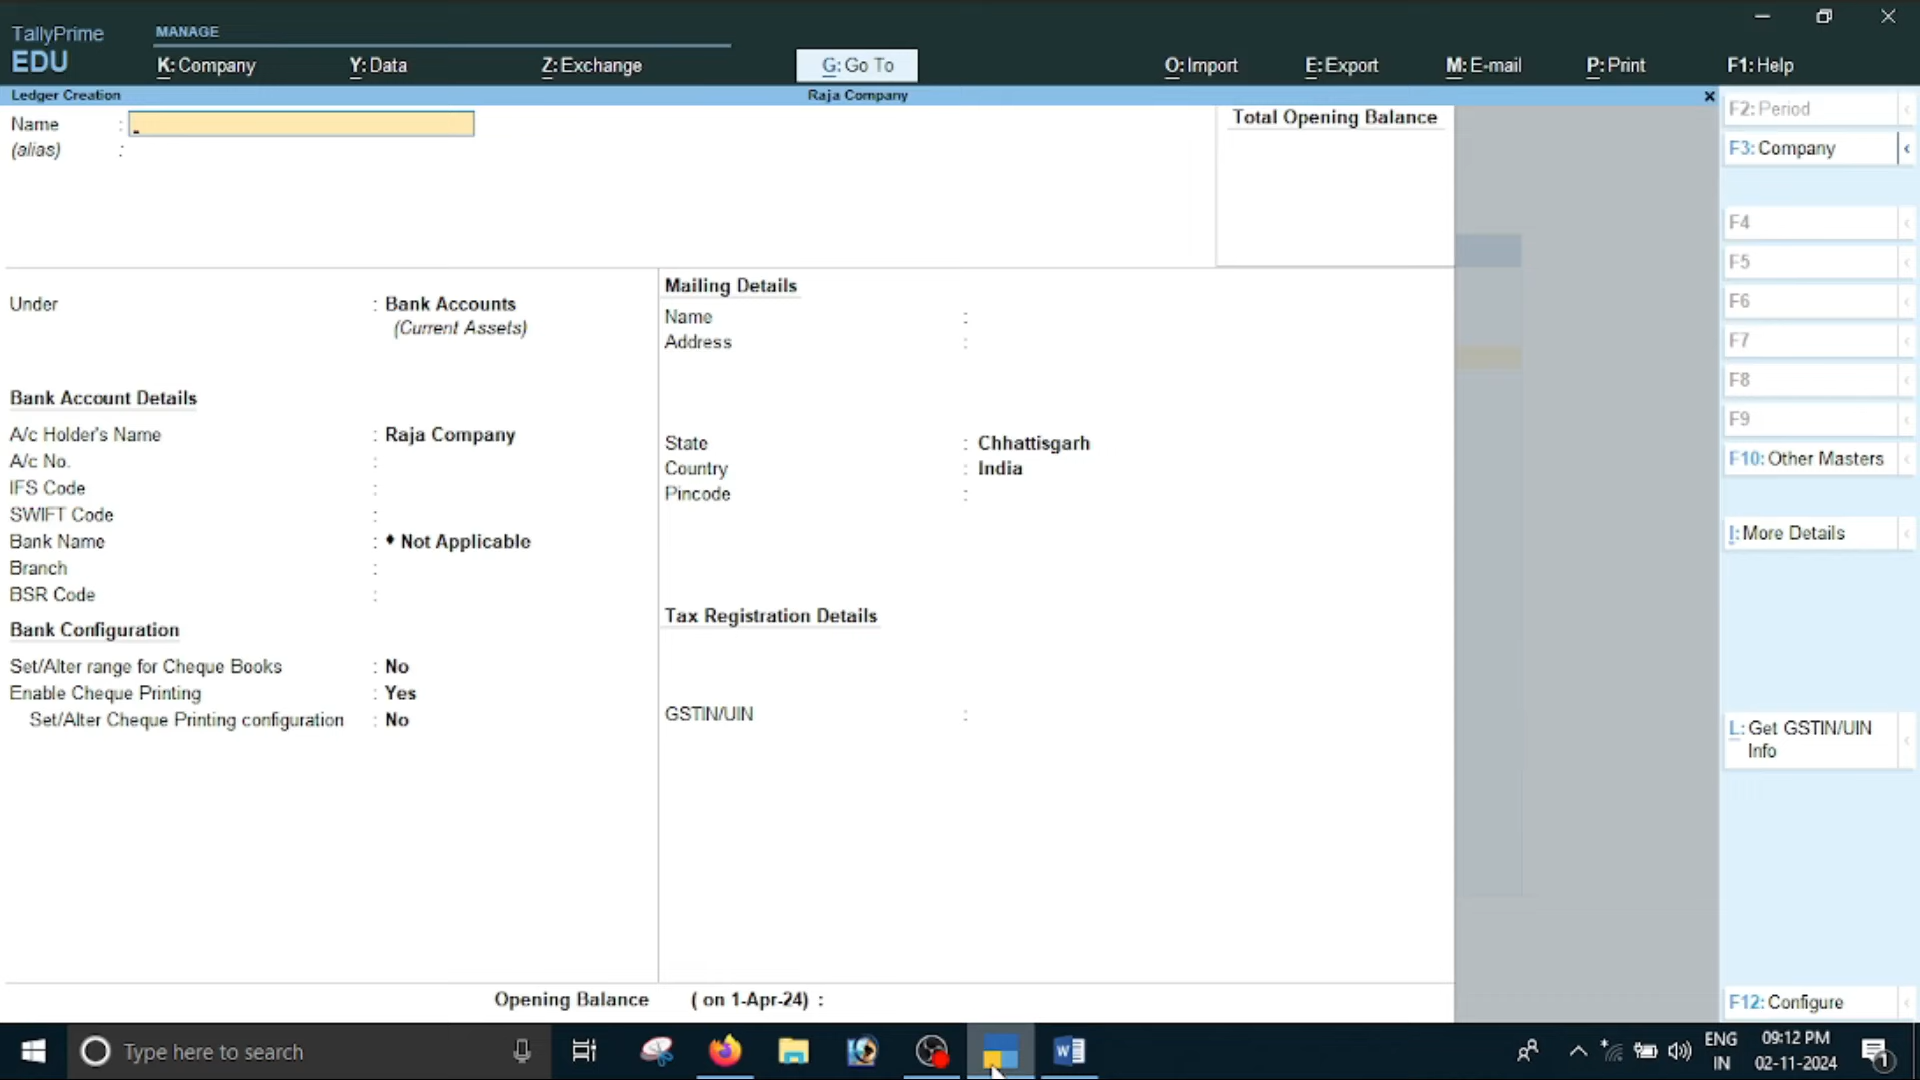 TallyPrime
EDU
MANAGE
K: Company
Y: Data
Z: Exchange
G: Go To
O: Import
E: Export
M: E-mail
P: Print
F1: Help
Ledger Creation
Raja Company
Name :
(alias) :
Total Opening Balance
Under : Bank Accounts
(Current Assets)
Bank Account Details
A/c Holder's Name : Raja Company
A/c No. :
IFS Code :
SWIFT Code :
Bank Name : ♦ Not Applicable
Branch :
BSR Code :
Bank Configuration
Set/Alter range for Cheque Books : No
Enable Cheque Printing : Yes
Set/Alter Cheque Printing configuration : No
Mailing Details
Name :
Address :
State : Chhattisgarh
Country : India
Pincode :
Tax Registration Details
GSTIN/UIN :
Opening Balance ( on 1-Apr-24) :
F2: Period
F3: Company
F4
F5
F6
F7
F8
F9
F10: Other Masters
I: More Details
L: Get GSTIN/UIN
Info
F12: Configure
Type here to search
ENG
IN
09:12 PM
02-11-2024
1